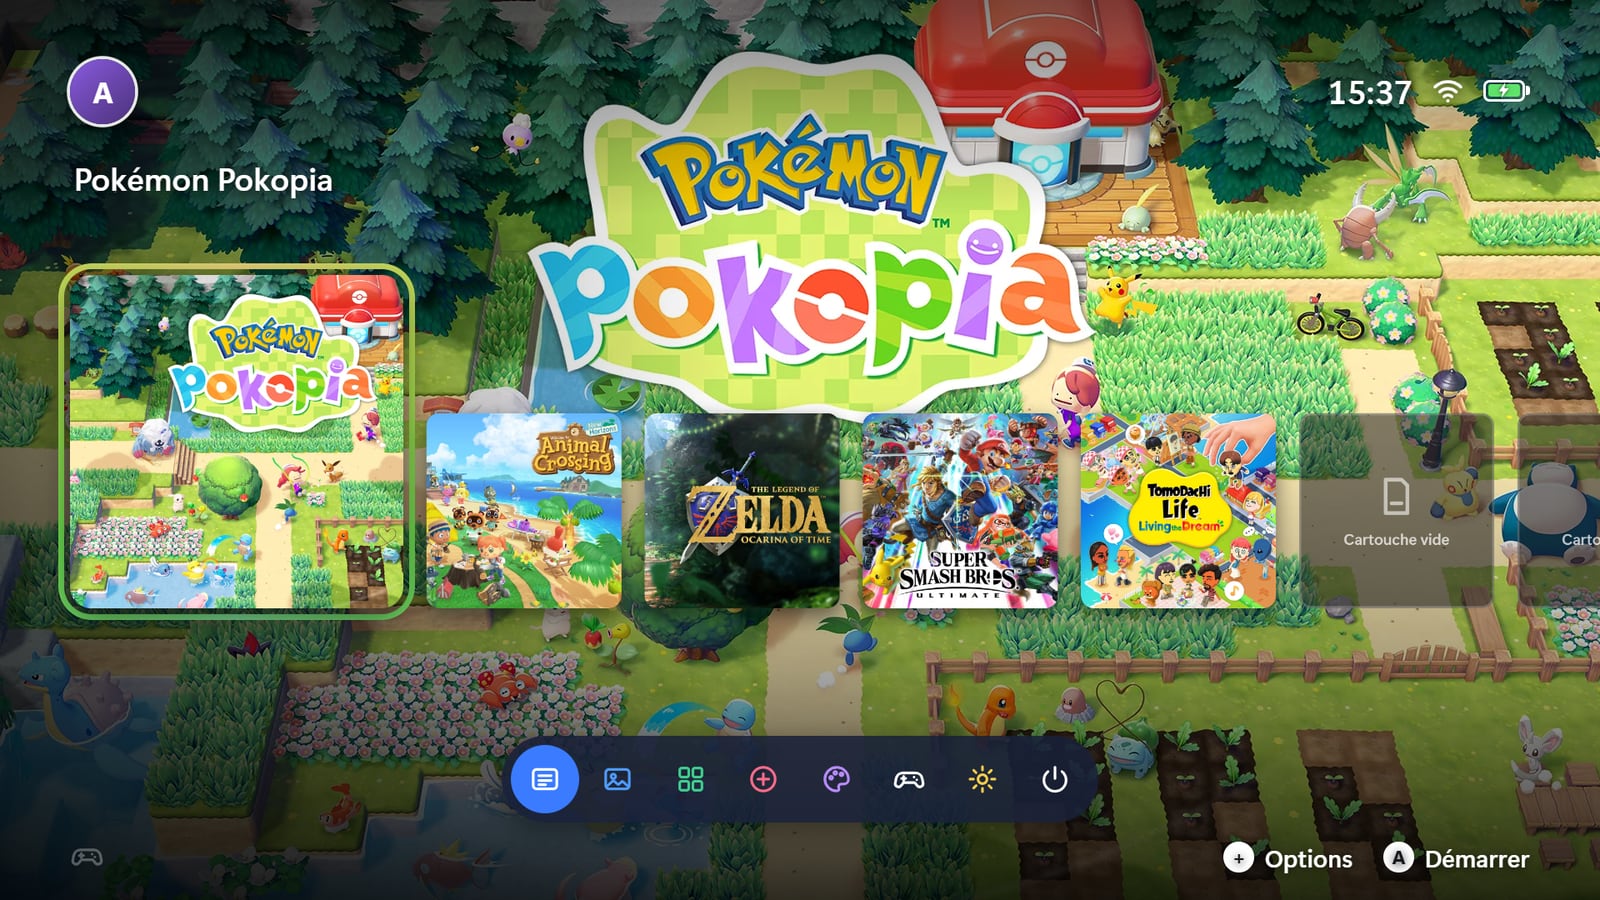 A
15:37
Pokémon Pokopia
POKÉMON
TM
pokopia
POKÉMON
pokopia
New Horizons
Animal
Crossing
THE LEGEND OF
ZELDA
OCARINA OF TIME
SUPER
SMASH BROS.
ULTIMATE
TOMODACHI
Life
Living the Dream
Cartouche vide
Carto
+ Options
A Démarrer